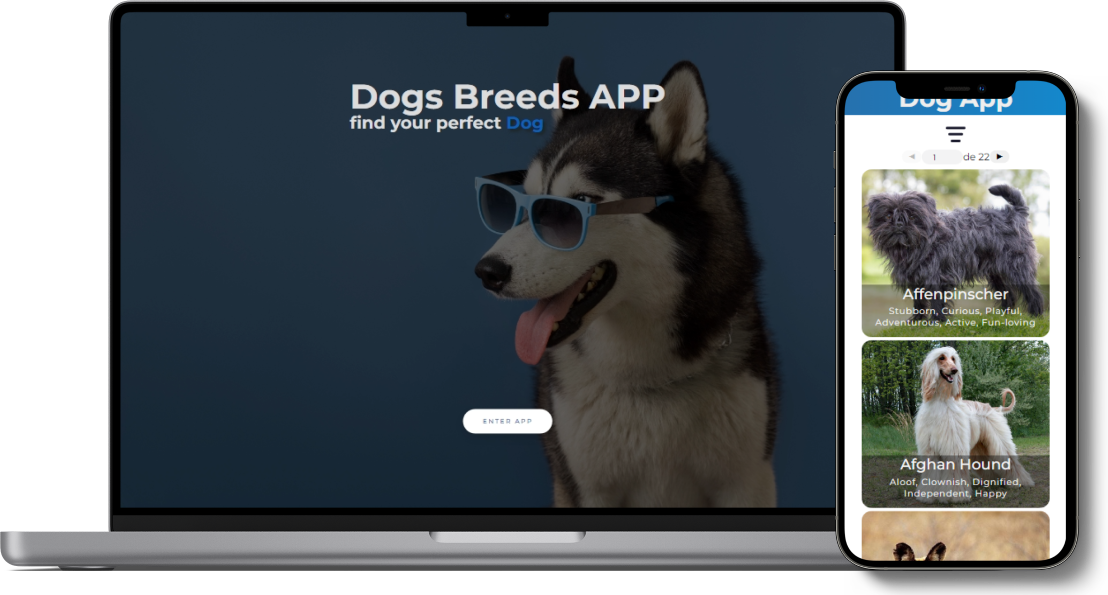 Dogs Breeds APP
find your perfect Dog
ENTER APP
Dog App
◄ 1 de 22 ►
Affenpinscher
Stubborn, Curious, Playful,
Adventurous, Active, Fun-loving
Afghan Hound
Aloof, Clownish, Dignified,
Independent, Happy